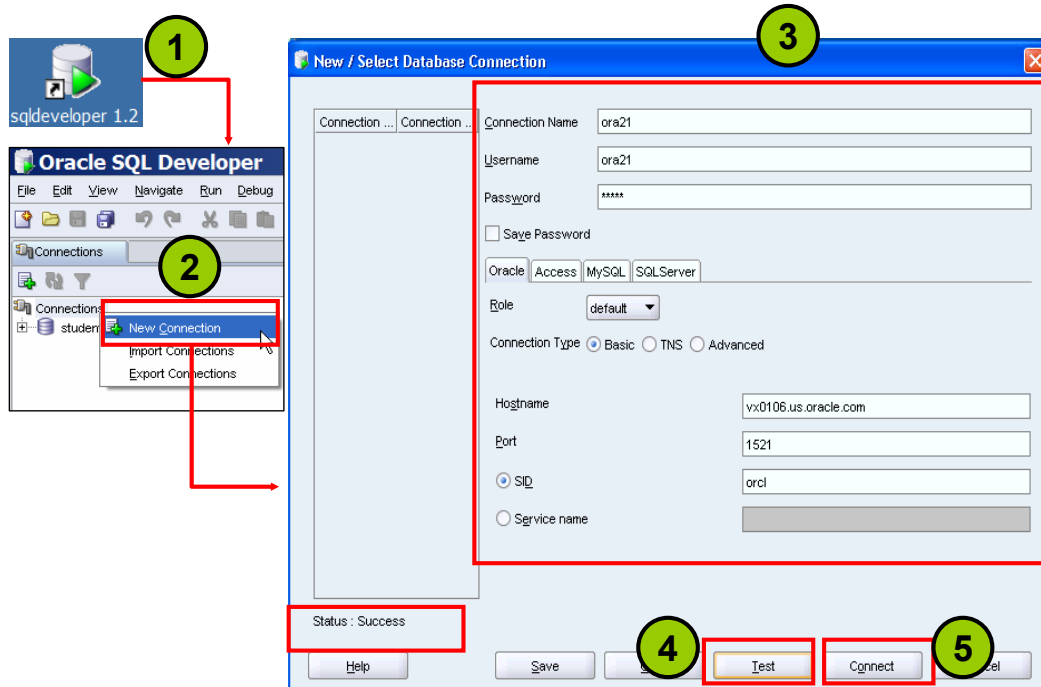 1
sqldeveloper 1.2
Oracle SQL Developer
File Edit View Navigate Run Debug
Connections
2
Connections
New Connection
Import Connections
Export Connections
3
New / Select Database Connection
Connection ... Connection ...
Connection Name ora21
Username ora21
Password *****
Save Password
Oracle Access MySQL SQLServer
Role default
Connection Type Basic TNS Advanced
Hostname vx0106.us.oracle.com
Port 1521
SID orcl
Service name
Status : Success
4
5
Help Save Test Connect